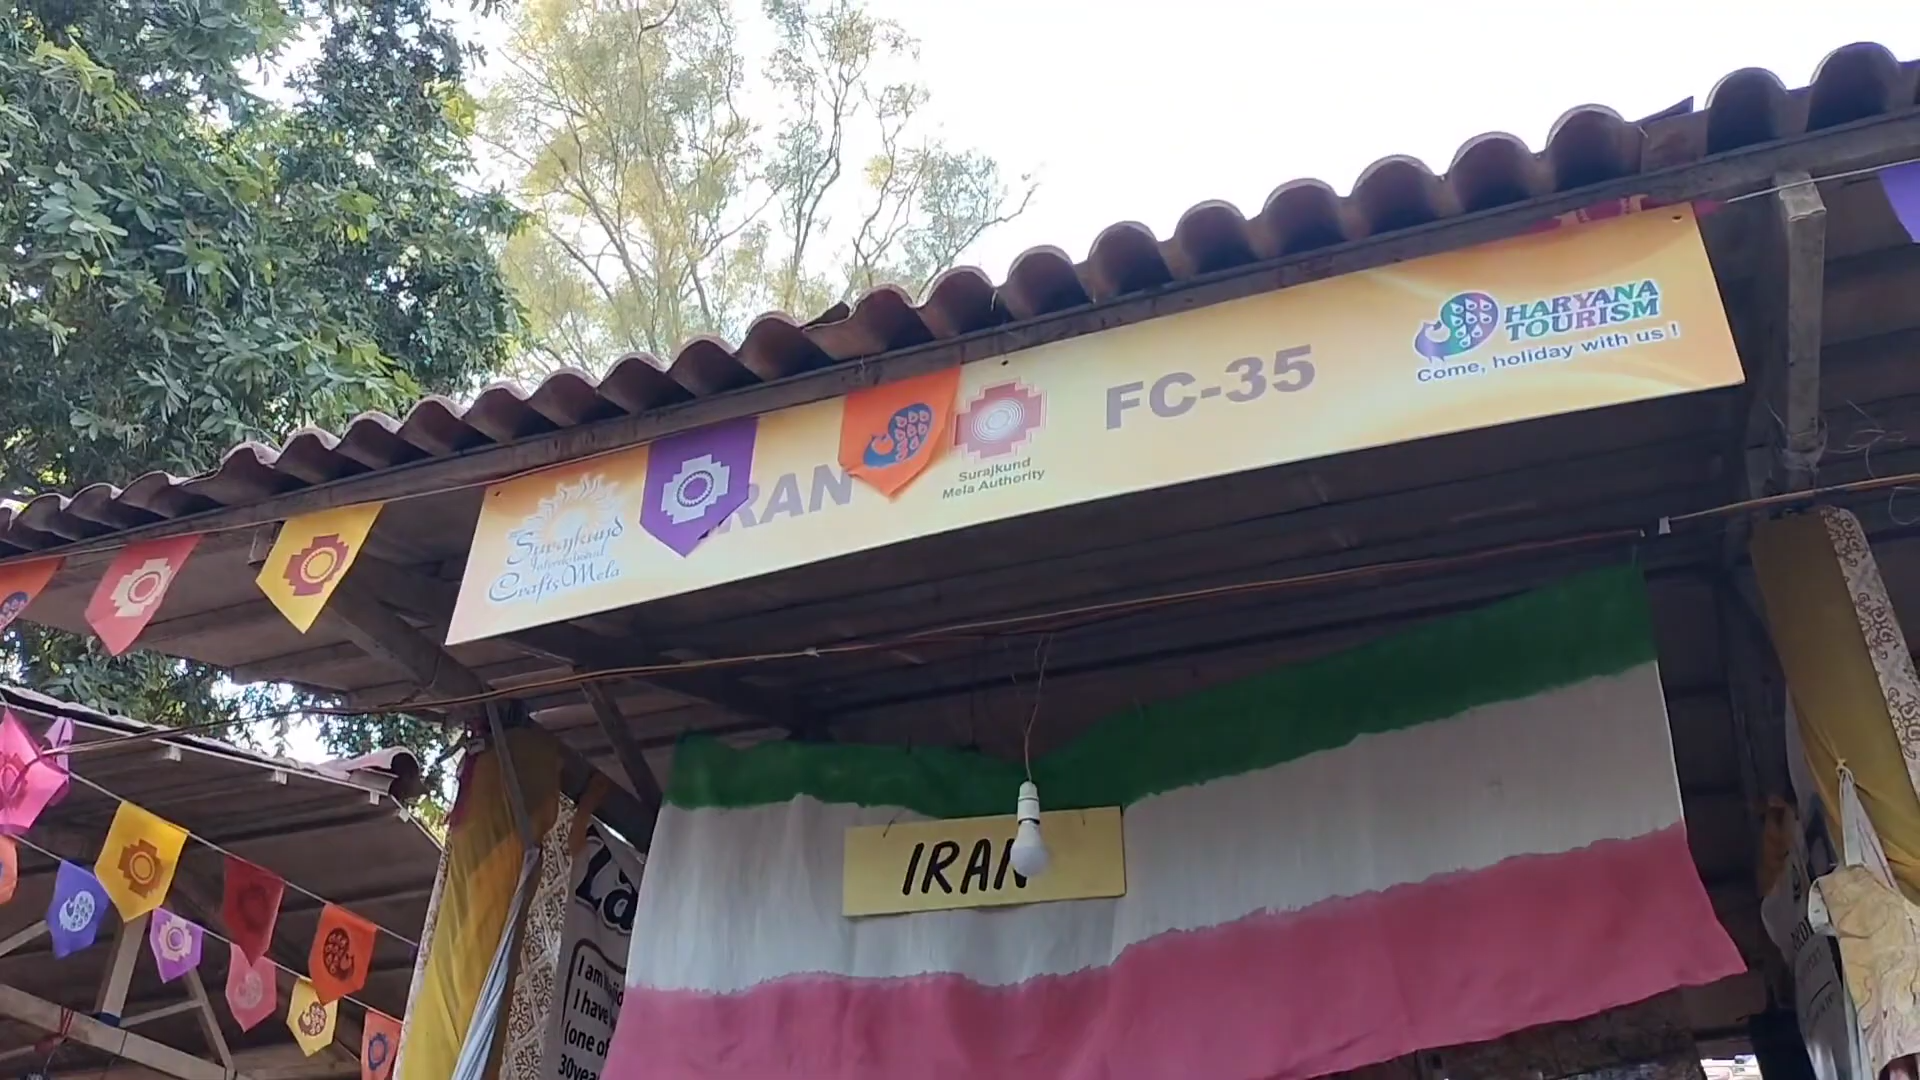 Surajkund
International
Crafts Mela
IRAN
Surajkund
Mela Authority
FC-35
HARYANA
TOURISM
Come, holiday with us !
IRAN
I am
I have
(one of